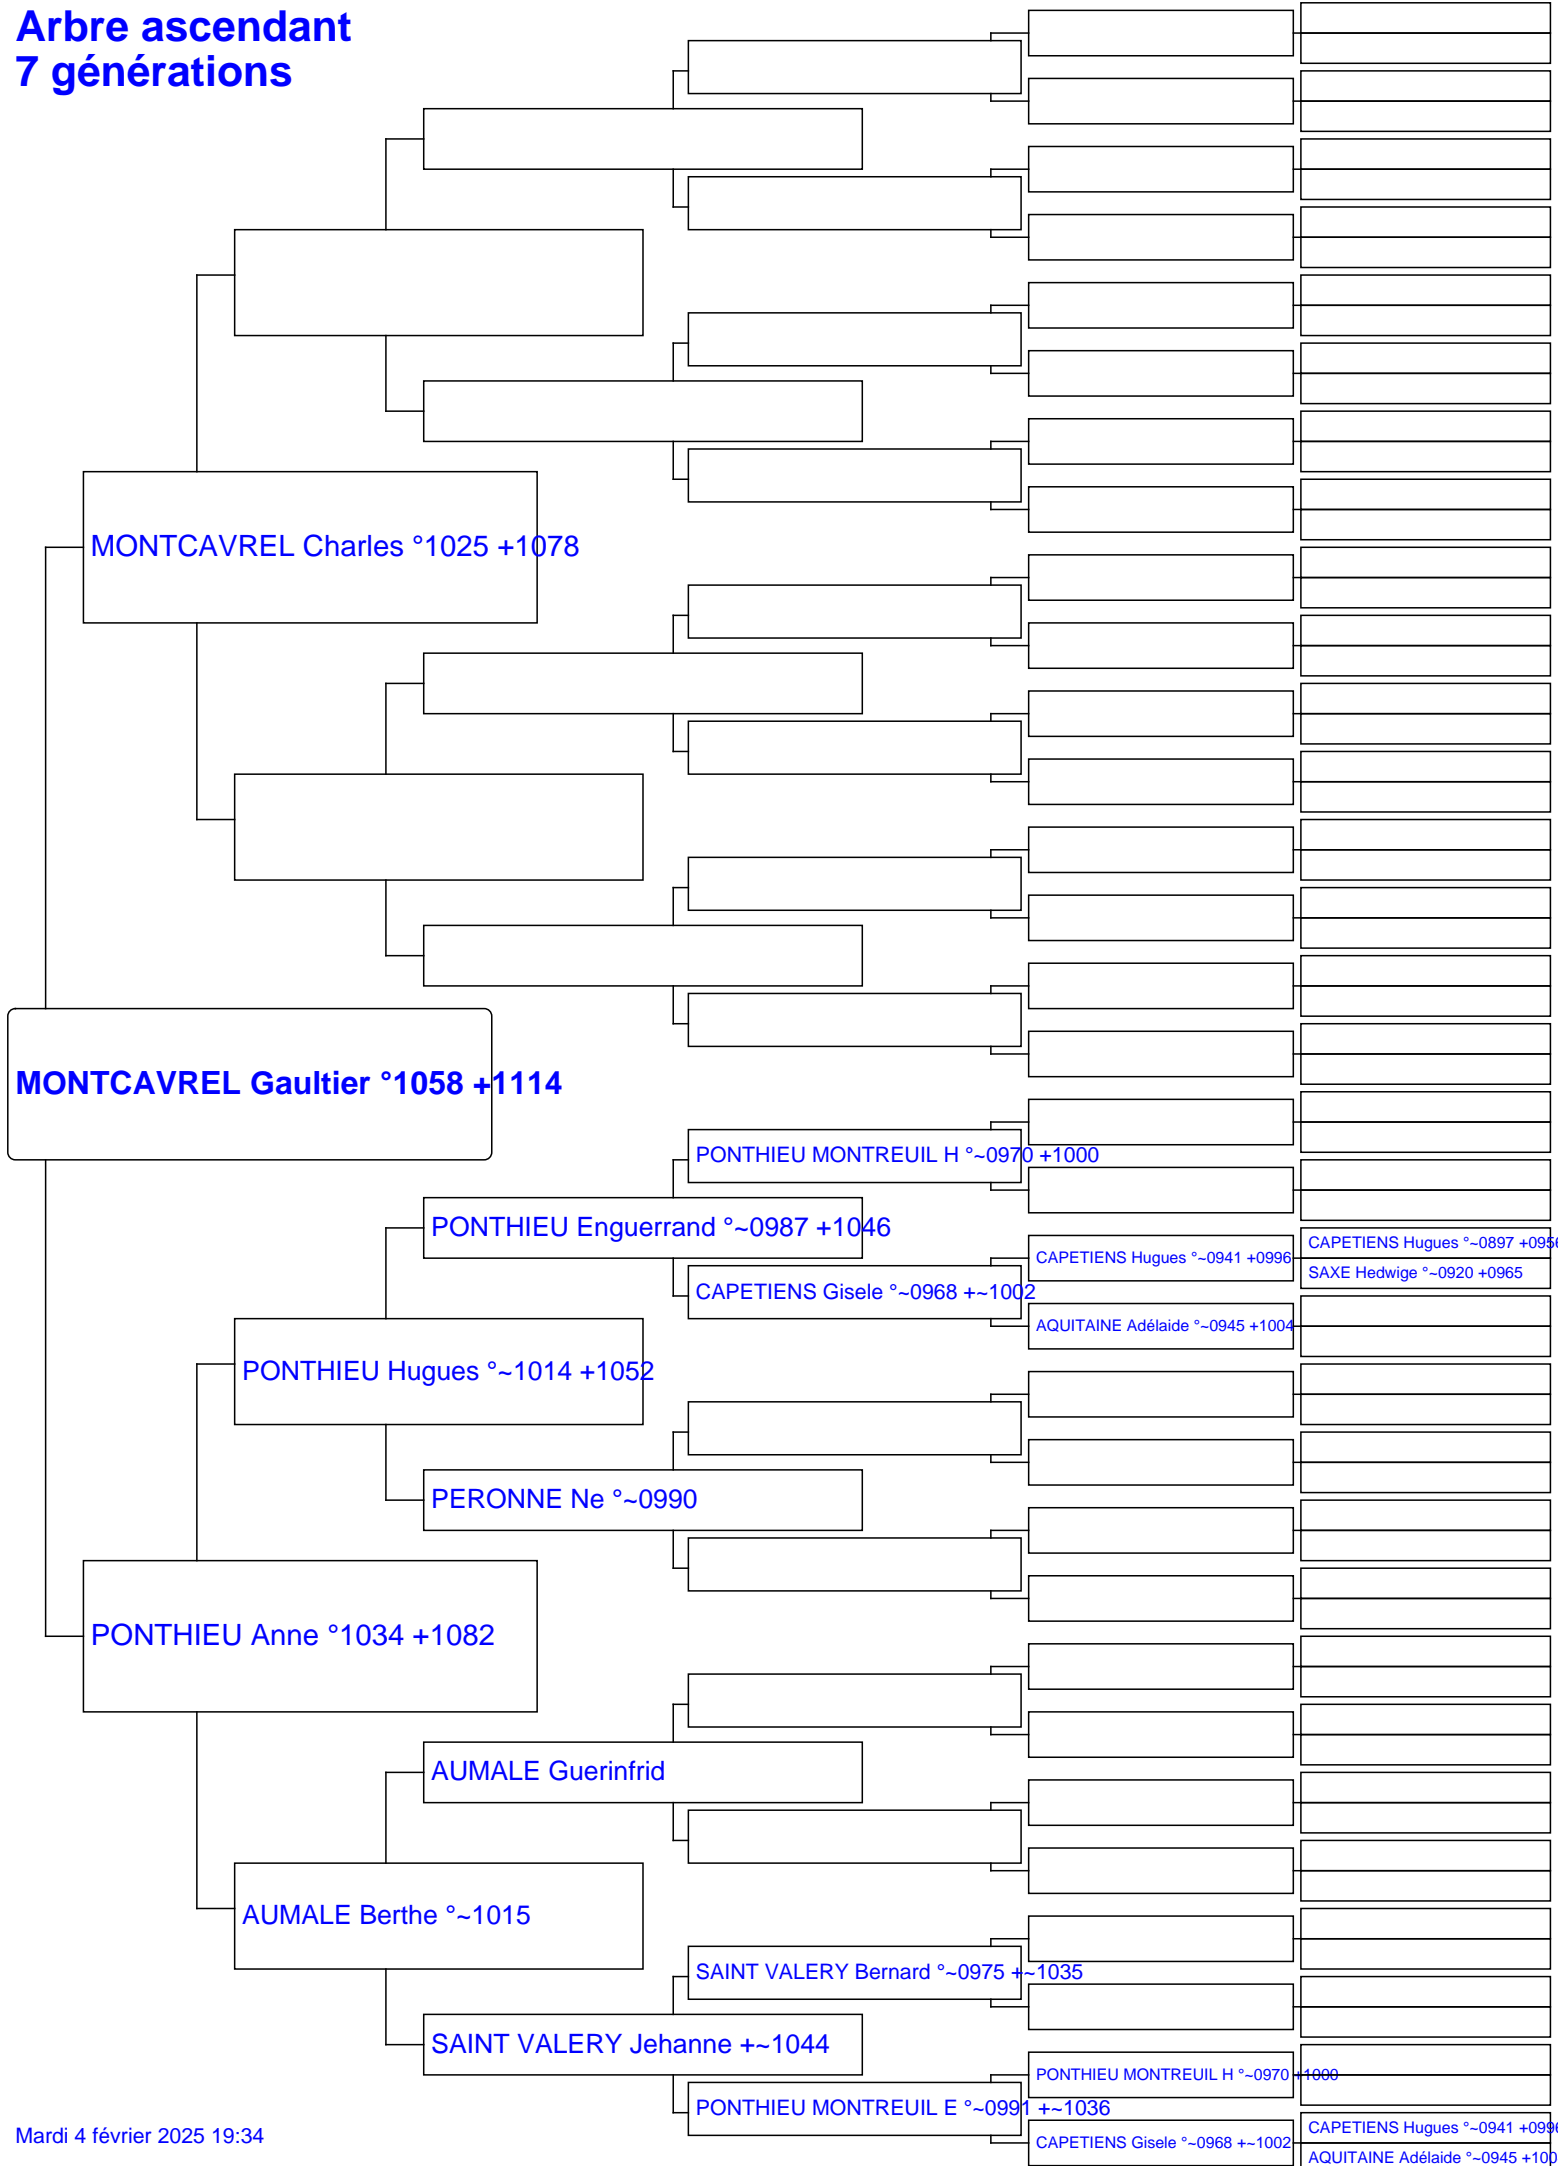 Arbre ascendant
7 générations
MONTCAVREL Charles °1025 +1078
MONTCAVREL Gaultier °1058 +1114
PONTHIEU MONTREUIL H °~0970 +1000
PONTHIEU Enguerrand °~0987 +1046
CAPETIENS Hugues °~0897 +0956
CAPETIENS Hugues °~0941 +0996
SAXE Hedwige °~0920 +0965
CAPETIENS Gisele °~0968 +~1002
AQUITAINE Adélaide °~0945 +1004
PONTHIEU Hugues °~1014 +1052
PERONNE Ne °~0990
PONTHIEU Anne °1034 +1082
AUMALE Guerinfrid
AUMALE Berthe °~1015
SAINT VALERY Bernard °~0975 +~1035
SAINT VALERY Jehanne +~1044
PONTHIEU MONTREUIL H °~0970 +1000
PONTHIEU MONTREUIL E °~0991 +~1036
CAPETIENS Hugues °~0941 +0996
CAPETIENS Gisele °~0968 +~1002
AQUITAINE Adélaide °~0945 +100
Mardi 4 février 2025 19:34